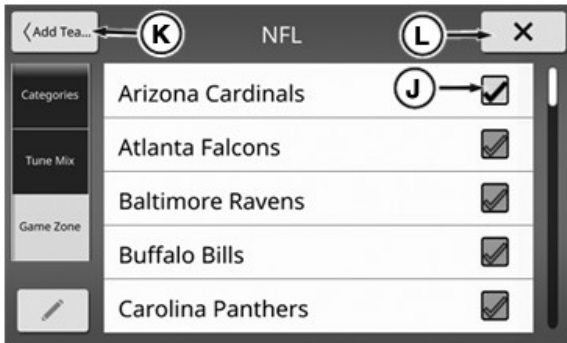 〈Add Tea... K NFL L ×
Categories
Arizona Cardinals J
Tune Mix
Atlanta Falcons
Baltimore Ravens
Game Zone
Buffalo Bills
Carolina Panthers